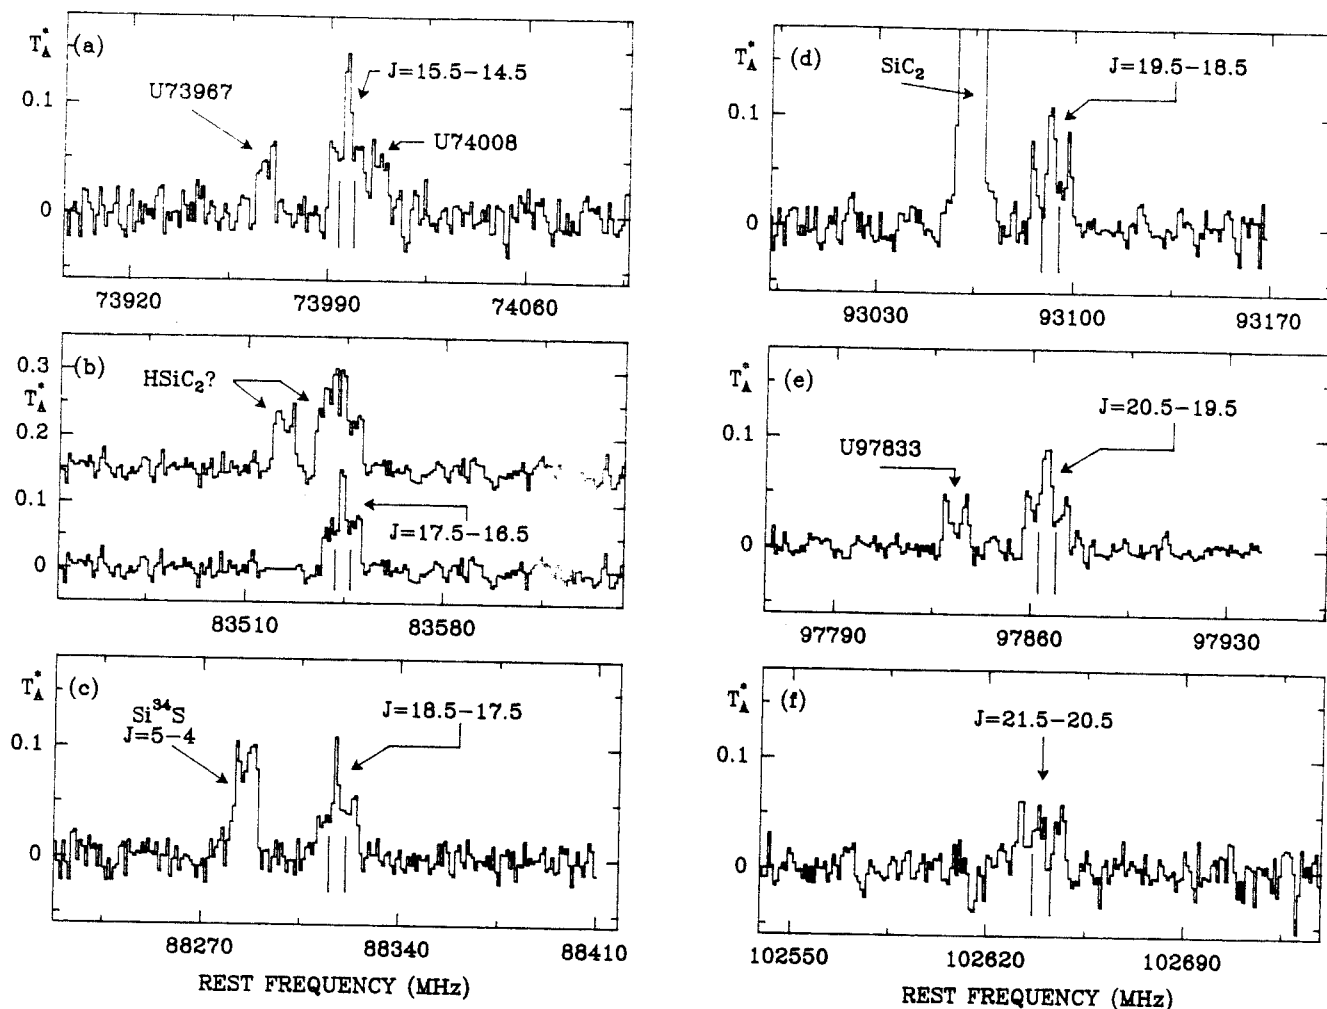 T*A (a)
J=15.5-14.5
U73967
0.1
U74008
0
73920 73990 74060
(b)
0.3
HSiC2?
T*A
0.2
0.1
J=17.5-16.5
0
83510 83580
T*A (c)
Si34S
J=5-4
J=18.5-17.5
0.1
0
88270 88340 88410
REST FREQUENCY (MHz)
T*A (d)
SiC2
J=19.5-18.5
0.1
0
93030 93100 93170
T*A (e)
J=20.5-19.5
0.1
U97833
0
97790 97860 97930
T*A (f)
J=21.5-20.5
0.1
0
102550 102620 102690
REST FREQUENCY (MHz)